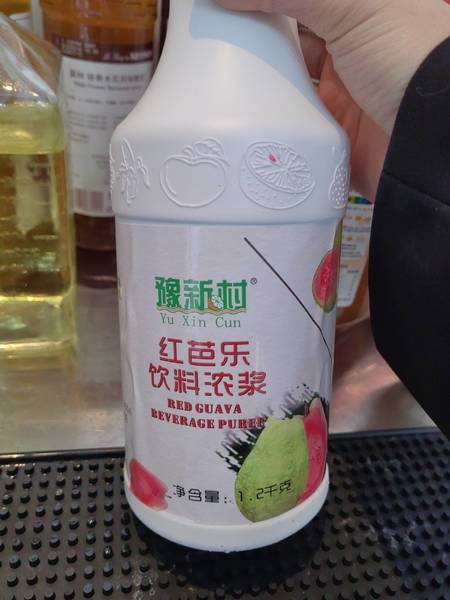 豫新村®
Yu Xin Cun
红芭乐
饮料浓浆
RED GUAVA
BEVERAGE PUREE
净含量: 1.2千克